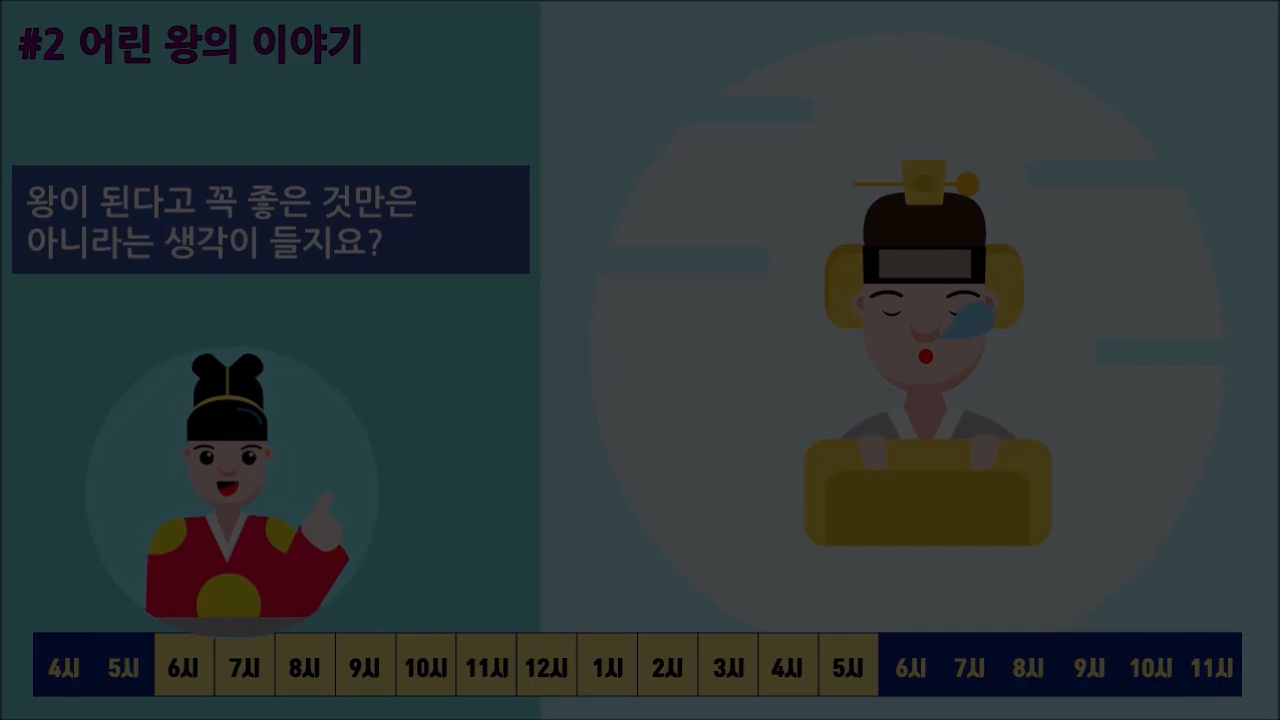 #2 어린 왕의 이야기
왕이 된다고 꼭 좋은 것만은
아니라는 생각이 들지요?
4시 5시 6시 7시 8시 9시 10시 11시 12시 1시 2시 3시 4시 5시 6시 7시 8시 9시 10시 11시